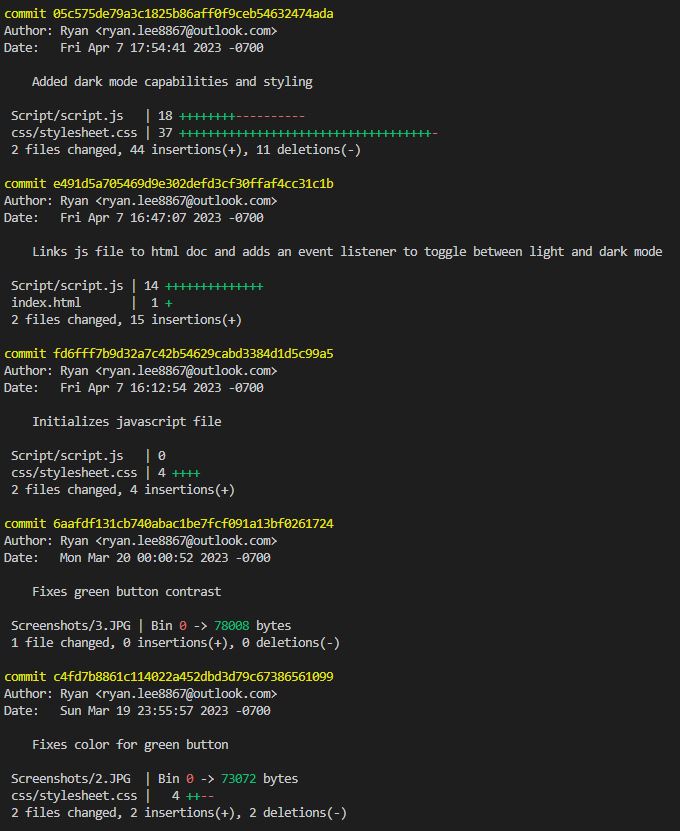 commit 05c575de79a3c1825b86aff0f9ceb54632474ada
Author: Ryan <ryan.lee8867@outlook.com>
Date:   Fri Apr 7 17:54:41 2023 -0700
    Added dark mode capabilities and styling
 Script/script.js   | 18 ++++++++----------
 css/stylesheet.css | 37 ++++++++++++++++++++++++++++++++++++-
 2 files changed, 44 insertions(+), 11 deletions(-)
commit e491d5a705469d9e302defd3cf30ffaf4cc31c1b
Author: Ryan <ryan.lee8867@outlook.com>
Date:   Fri Apr 7 16:47:07 2023 -0700
    Links js file to html doc and adds an event listener to toggle between light and dark mode
 Script/script.js | 14 ++++++++++++++
 index.html       |  1 +
 2 files changed, 15 insertions(+)
commit fd6fff7b9d32a7c42b54629cabd3384d1d5c99a5
Author: Ryan <ryan.lee8867@outlook.com>
Date:   Fri Apr 7 16:12:54 2023 -0700
    Initializes javascript file
 Script/script.js   | 0
 css/stylesheet.css | 4 ++++
 2 files changed, 4 insertions(+)
commit 6aafdf131cb740abac1be7fcf091a13bf0261724
Author: Ryan <ryan.lee8867@outlook.com>
Date:   Mon Mar 20 00:00:52 2023 -0700
    Fixes green button contrast
 Screenshots/3.JPG | Bin 0 -> 78008 bytes
 1 file changed, 0 insertions(+), 0 deletions(-)
commit c4fd7b8861c114022a452dbd3d79c67386561099
Author: Ryan <ryan.lee8867@outlook.com>
Date:   Sun Mar 19 23:55:57 2023 -0700
    Fixes color for green button
 Screenshots/2.JPG  | Bin 0 -> 73072 bytes
 css/stylesheet.css |   4 ++--
 2 files changed, 2 insertions(+), 2 deletions(-)